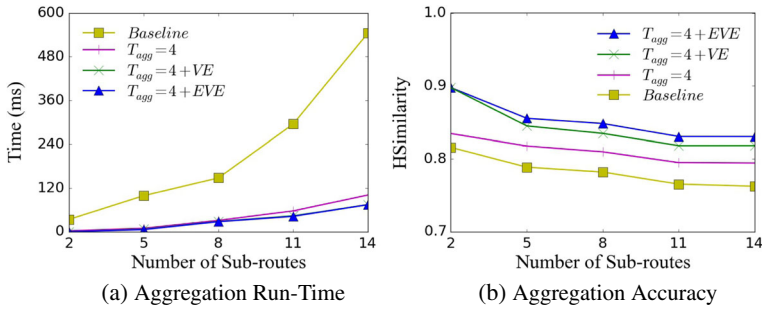 600
480
360
240
120
0
Time (ms)
Baseline
T_agg = 4
T_agg = 4 + VE
T_agg = 4 + EVE
2 5 8 11 14
Number of Sub-routes
(a) Aggregation Run-Time
1.0
0.9
0.8
0.7
HSimilarity
T_agg = 4 + EVE
T_agg = 4 + VE
T_agg = 4
Baseline
2 5 8 11 14
Number of Sub-routes
(b) Aggregation Accuracy